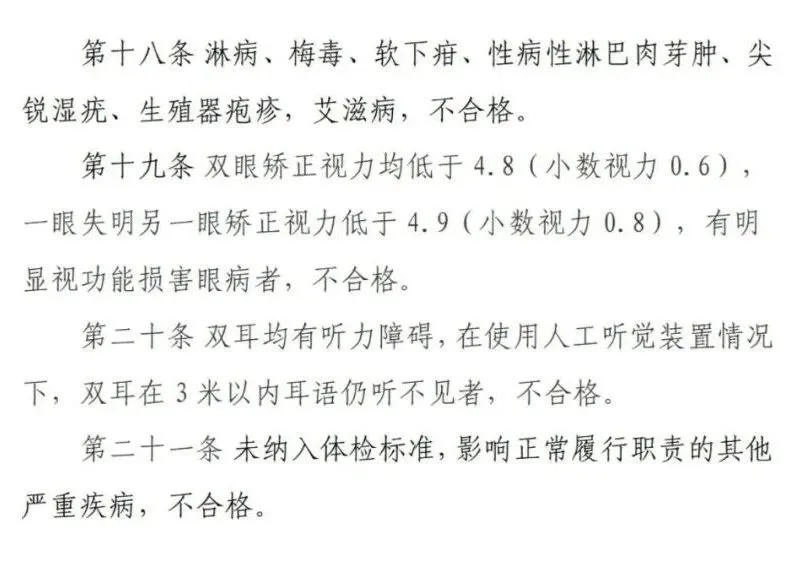 第十八条 淋病、梅毒、软下疳、性病性淋巴肉芽肿、尖
锐湿疣、生殖器疱疹，艾滋病，不合格。
第十九条 双眼矫正视力均低于 4.8（小数视力 0.6），
一眼失明另一眼矫正视力低于 4.9（小数视力 0.8），有明
显视功能损害眼病者，不合格。
第二十条 双耳均有听力障碍，在使用人工听觉装置情况
下，双耳在 3 米以内耳语仍听不见者，不合格。
第二十一条 未纳入体检标准，影响正常履行职责的其他
严重疾病，不合格。